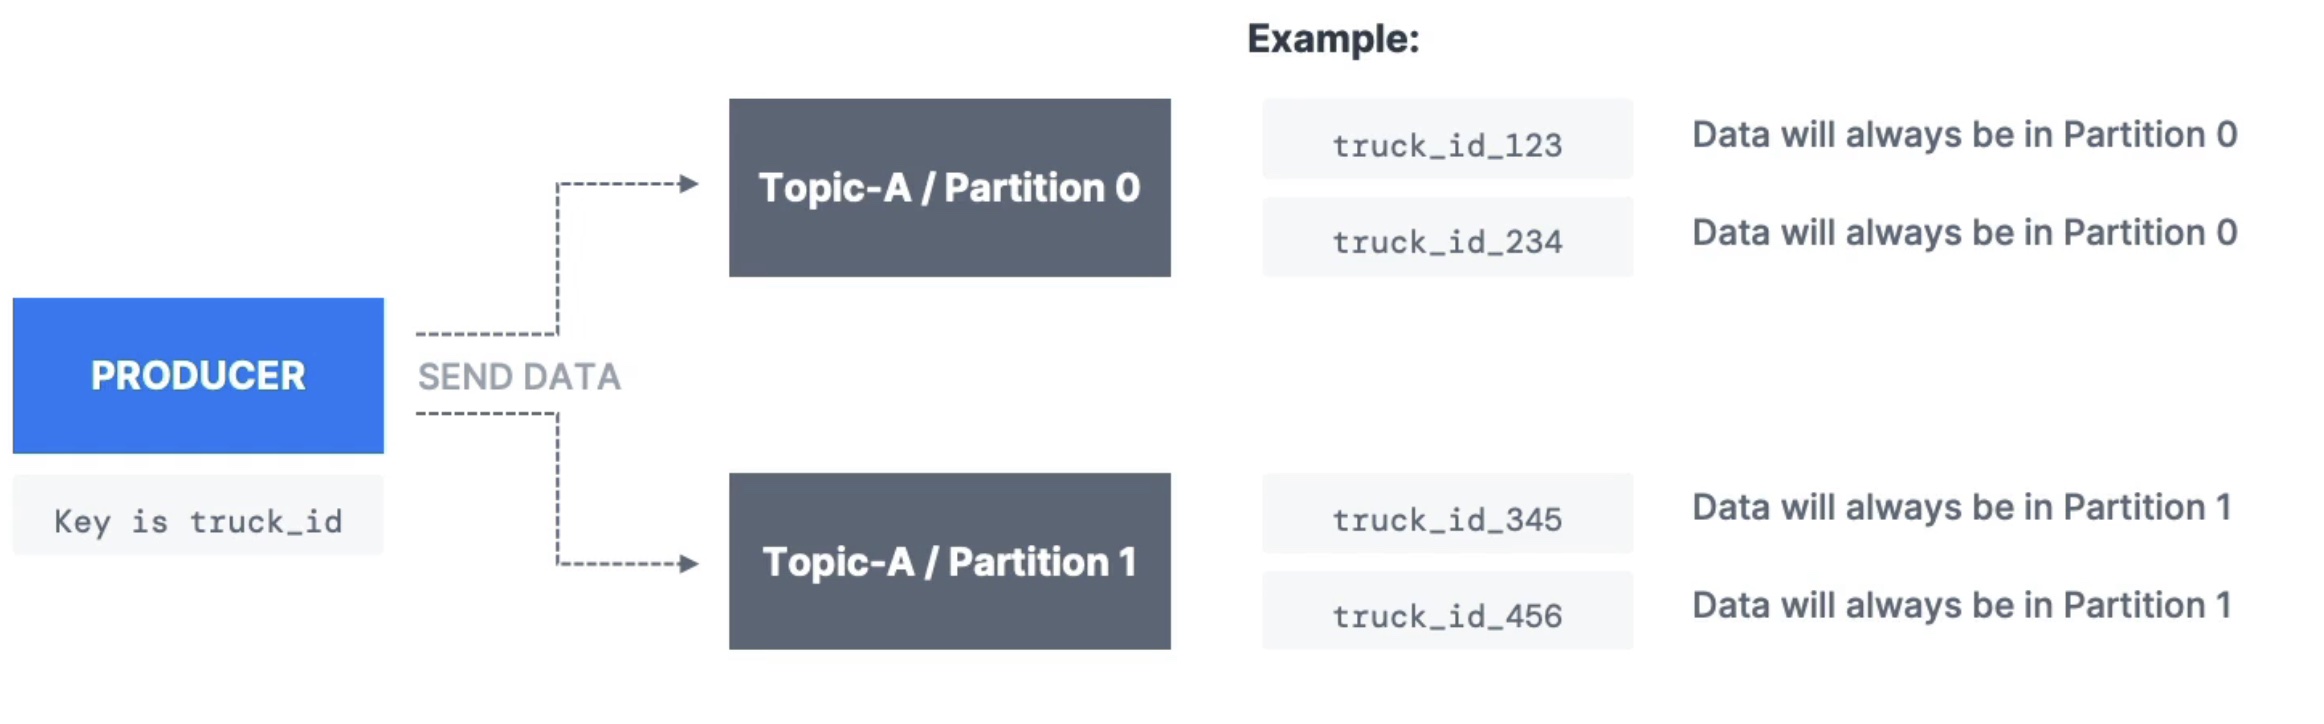 Example:
Topic-A / Partition 0
truck_id_123
Data will always be in Partition 0
truck_id_234
Data will always be in Partition 0
PRODUCER
SEND DATA
Key is truck_id
Topic-A / Partition 1
truck_id_345
Data will always be in Partition 1
truck_id_456
Data will always be in Partition 1